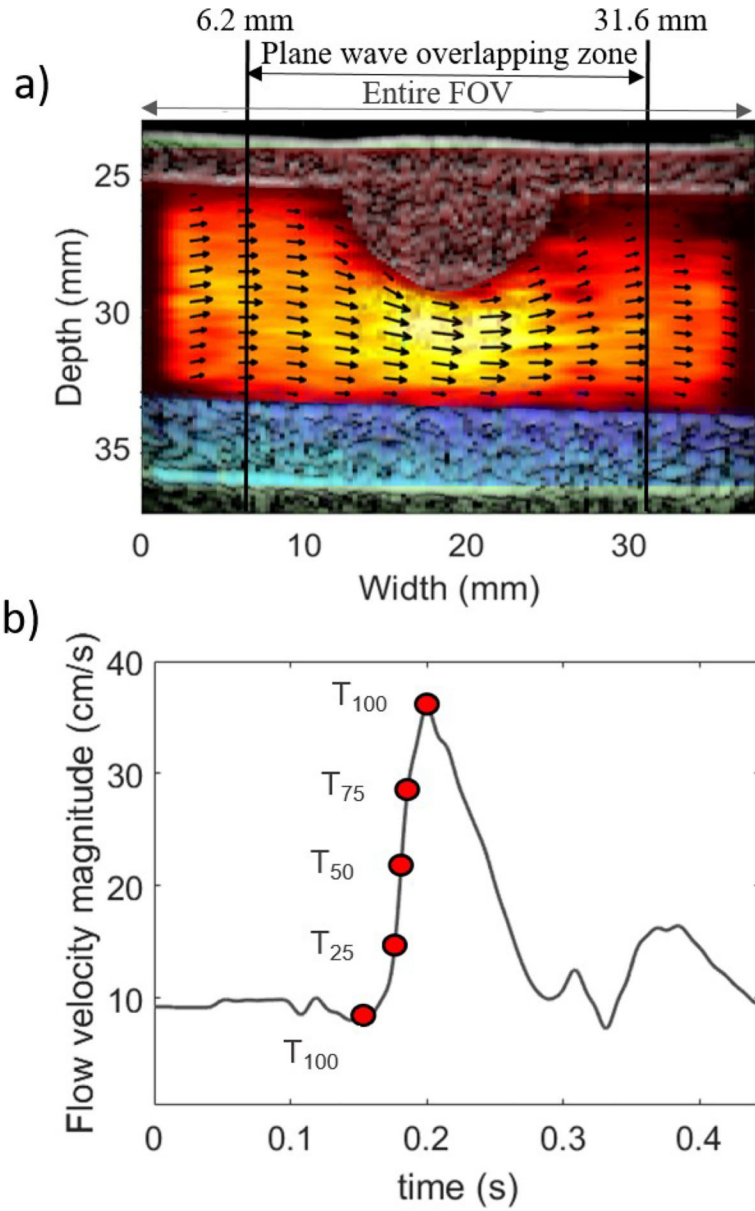 6.2 mm 31.6 mm
Plane wave overlapping zone
a)
Entire FOV
25
30
35
Depth (mm)
0 10 20 30
Width (mm)
b)
40
30
20
10
Flow velocity magnitude (cm/s)
T100
T75
T50
T25
T100
0 0.1 0.2 0.3 0.4
time (s)